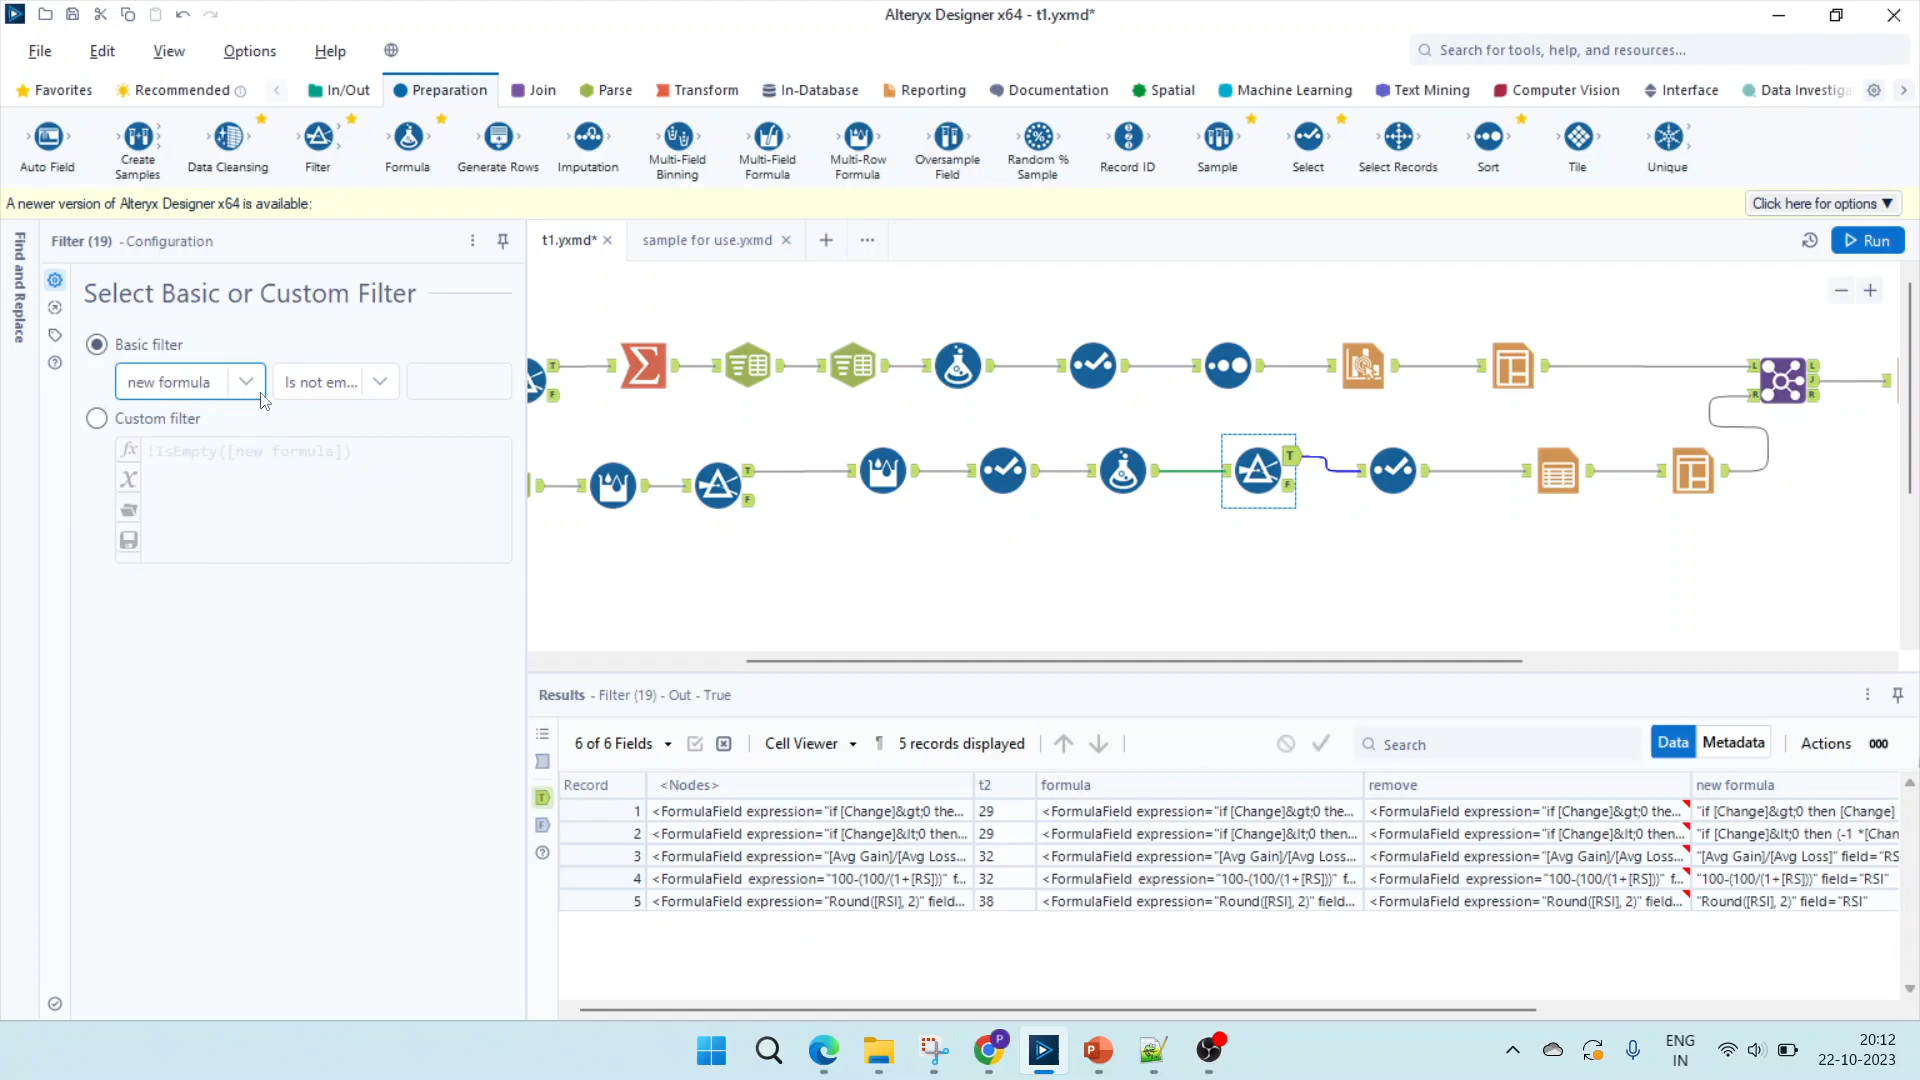 Alteryx Designer x64 - t1.yxmd*
File Edit View Options Help
Search for tools, help, and resources...
Favorites Recommended In/Out Preparation Join Parse Transform In-Database Reporting Documentation Spatial Machine Learning Text Mining Computer Vision Interface Data Investiga
Auto Field
Create Samples
Data Cleansing
Filter
Formula
Generate Rows
Imputation
Multi-Field Binning
Multi-Field Formula
Multi-Row Formula
Oversample Field
Random % Sample
Record ID
Sample
Select
Select Records
Sort
Tile
Unique
A newer version of Alteryx Designer x64 is available:
Click here for options ▼
Find and Replace
Filter (19) - Configuration
t1.yxmd* sample for use.yxmd
Run
Select Basic or Custom Filter
Basic filter
new formula Is not em...
Custom filter
!IsEmpty([new formula])
Results - Filter (19) - Out - True
6 of 6 Fields Cell Viewer 5 records displayed Search Data Metadata Actions 000
Record <Nodes> t2 formula remove new formula
1 <FormulaField expression="if [Change]&gt;0 the... 29 <FormulaField expression="if [Change]&gt;0 the... <FormulaField expression="if [Change]&gt;0 the... "if [Change]&gt;0 then [Change]
2 <FormulaField expression="if [Change]&lt;0 then... 29 <FormulaField expression="if [Change]&lt;0 then... <FormulaField expression="if [Change]&lt;0 then... "if [Change]&lt;0 then (-1 *[Chan
3 <FormulaField expression="[Avg Gain]/[Avg Loss... 32 <FormulaField expression="[Avg Gain]/[Avg Loss... <FormulaField expression="[Avg Gain]/[Avg Loss... "[Avg Gain]/[Avg Loss]" field="RS
4 <FormulaField expression="100-(100/(1+[RS]))" f... 32 <FormulaField expression="100-(100/(1+[RS]))" f... <FormulaField expression="100-(100/(1+[RS]))" f... "100-(100/(1+[RS]))" field="RSI"
5 <FormulaField expression="Round([RSI], 2)" field... 38 <FormulaField expression="Round([RSI], 2)" field... <FormulaField expression="Round([RSI], 2)" field... "Round([RSI], 2)" field="RSI"
ENG
IN
20:12
22-10-2023